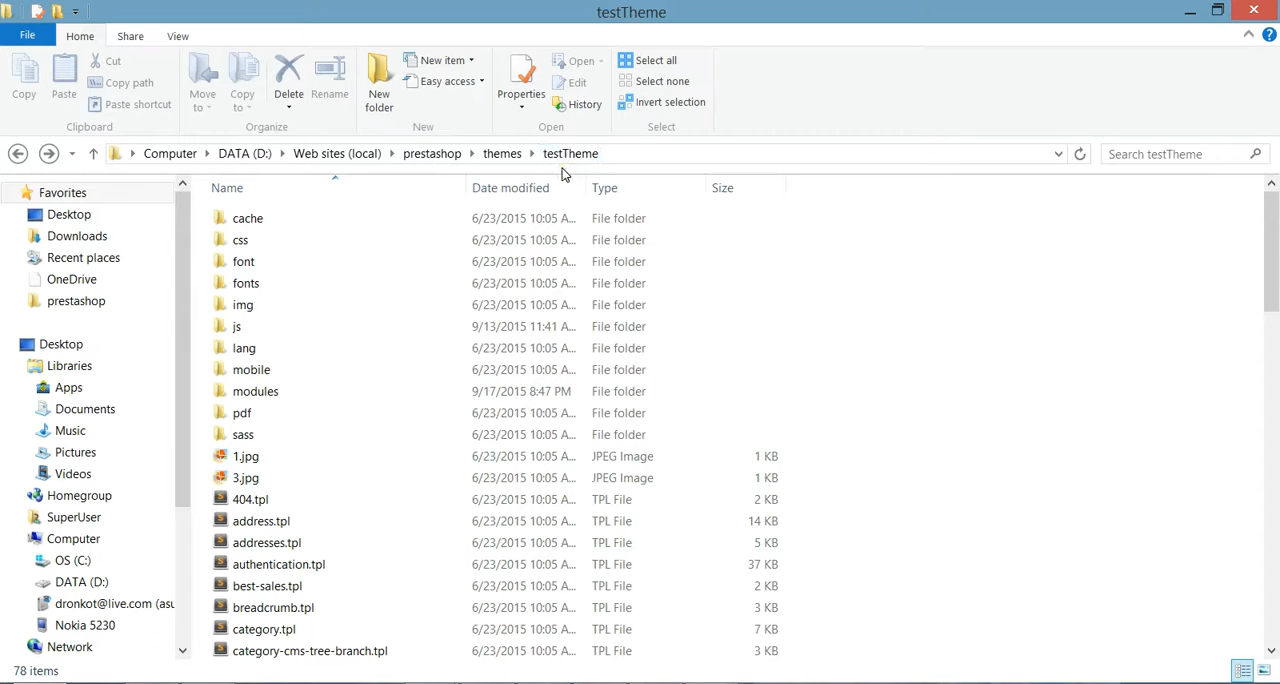 testTheme
File Home Share View
Copy Paste Cut Copy path Paste shortcut
Clipboard
Move to Copy to Delete Rename
Organize
New folder New item Easy access
New
Properties Open Edit History
Open
Select all Select none Invert selection
Select
Computer DATA (D:) Web sites (local) prestashop themes testTheme
Search testTheme
Favorites
Desktop
Downloads
Recent places
OneDrive
prestashop
Desktop
Libraries
Apps
Documents
Music
Pictures
Videos
Homegroup
SuperUser
Computer
OS (C:)
DATA (D:)
dronkot@live.com (asu
Nokia 5230
Network
Name Date modified Type Size
cache 6/23/2015 10:05 A... File folder
css 6/23/2015 10:05 A... File folder
font 6/23/2015 10:05 A... File folder
fonts 6/23/2015 10:05 A... File folder
img 6/23/2015 10:05 A... File folder
js 9/13/2015 11:41 A... File folder
lang 6/23/2015 10:05 A... File folder
mobile 6/23/2015 10:05 A... File folder
modules 9/17/2015 8:47 PM File folder
pdf 6/23/2015 10:05 A... File folder
sass 6/23/2015 10:05 A... File folder
1.jpg 6/23/2015 10:05 A... JPEG Image 1 KB
3.jpg 6/23/2015 10:05 A... JPEG Image 1 KB
404.tpl 6/23/2015 10:05 A... TPL File 2 KB
address.tpl 6/23/2015 10:05 A... TPL File 14 KB
addresses.tpl 6/23/2015 10:05 A... TPL File 5 KB
authentication.tpl 6/23/2015 10:05 A... TPL File 37 KB
best-sales.tpl 6/23/2015 10:05 A... TPL File 2 KB
breadcrumb.tpl 6/23/2015 10:05 A... TPL File 3 KB
category.tpl 6/23/2015 10:05 A... TPL File 7 KB
category-cms-tree-branch.tpl 6/23/2015 10:05 A... TPL File 3 KB
78 items